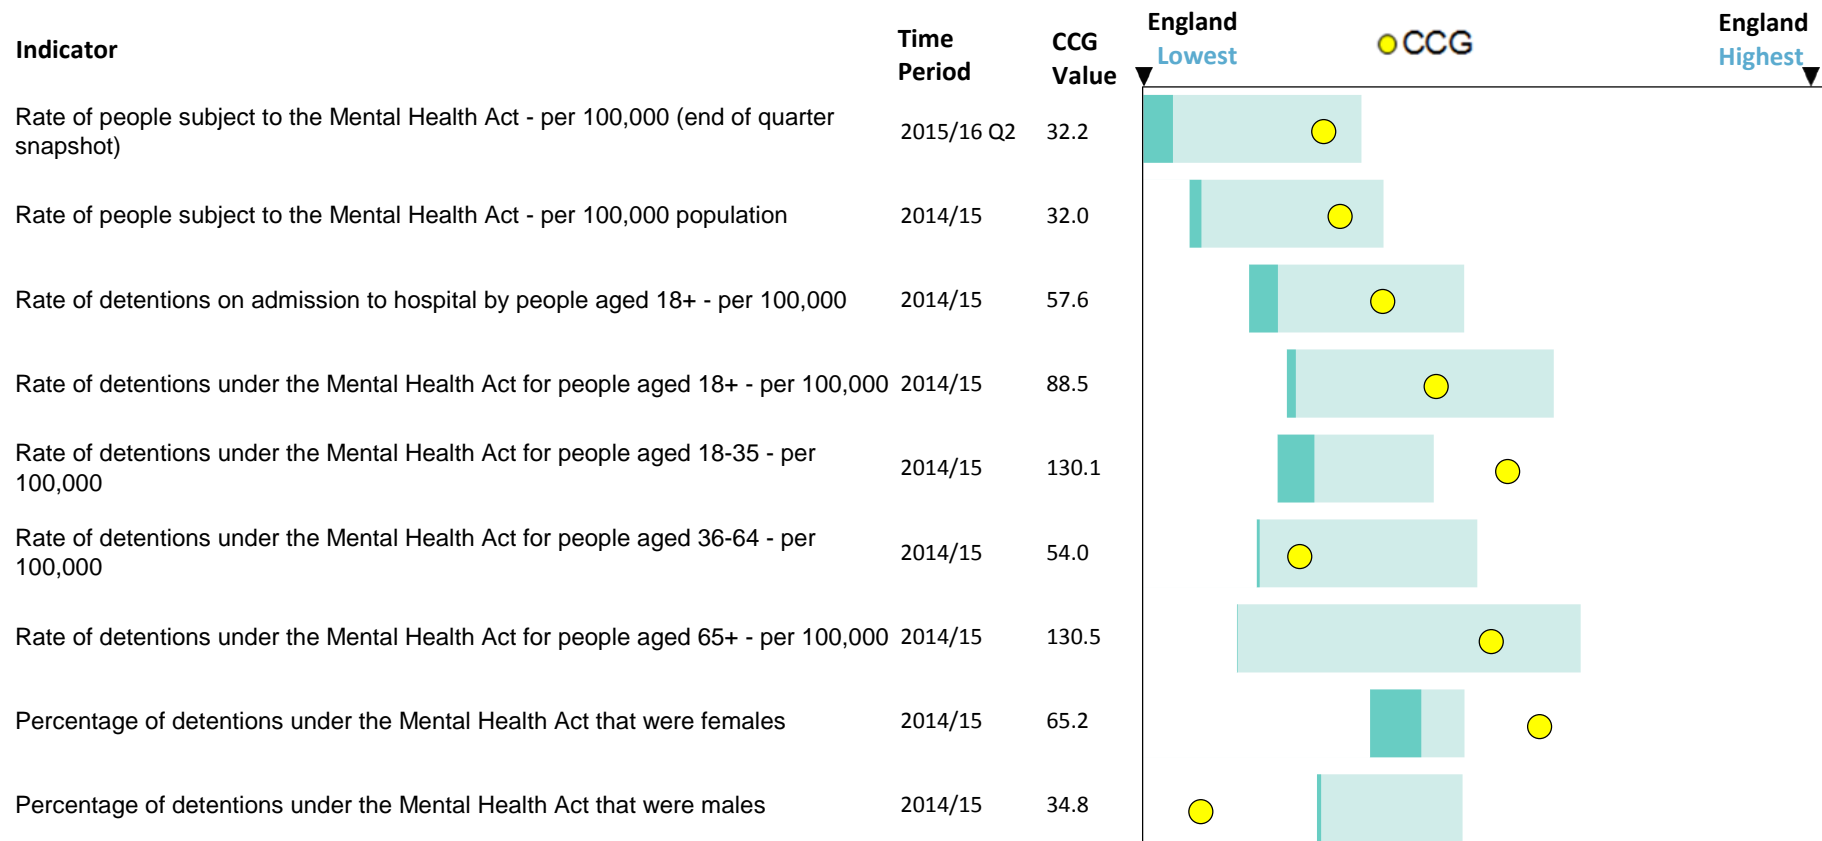 Indicator
Time Period
CCG Value
England Lowest
CCG
England Highest
Rate of people subject to the Mental Health Act - per 100,000 (end of quarter
snapshot)
2015/16 Q2
32.2
Rate of people subject to the Mental Health Act - per 100,000 population
2014/15
32.0
Rate of detentions on admission to hospital by people aged 18+ - per 100,000
2014/15
57.6
Rate of detentions under the Mental Health Act for people aged 18+ - per 100,000
2014/15
88.5
Rate of detentions under the Mental Health Act for people aged 18-35 - per
100,000
2014/15
130.1
Rate of detentions under the Mental Health Act for people aged 36-64 - per
100,000
2014/15
54.0
Rate of detentions under the Mental Health Act for people aged 65+ - per 100,000
2014/15
130.5
Percentage of detentions under the Mental Health Act that were females
2014/15
65.2
Percentage of detentions under the Mental Health Act that were males
2014/15
34.8